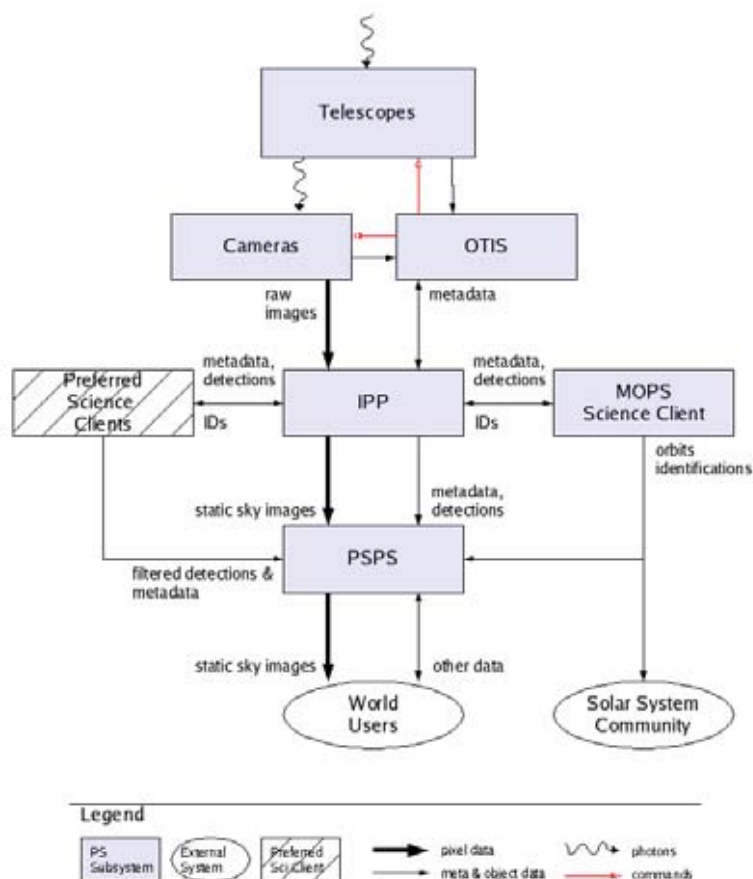 Telescopes
Cameras
OTIS
raw
images
metadata
metadata,
detections
metadata,
detections
Preferred
Science
Clients
IPP
MOPS
Science Client
IDs
IDs
orbits
identifications
static sky images
metadata,
detections
PSPS
filtered detections &
metadata
static sky images
other data
World
Users
Solar System
Community
Legend
PS
Subsystem
External
System
Preferred
Sci Client
pixel data
photons
meta & object data
commands